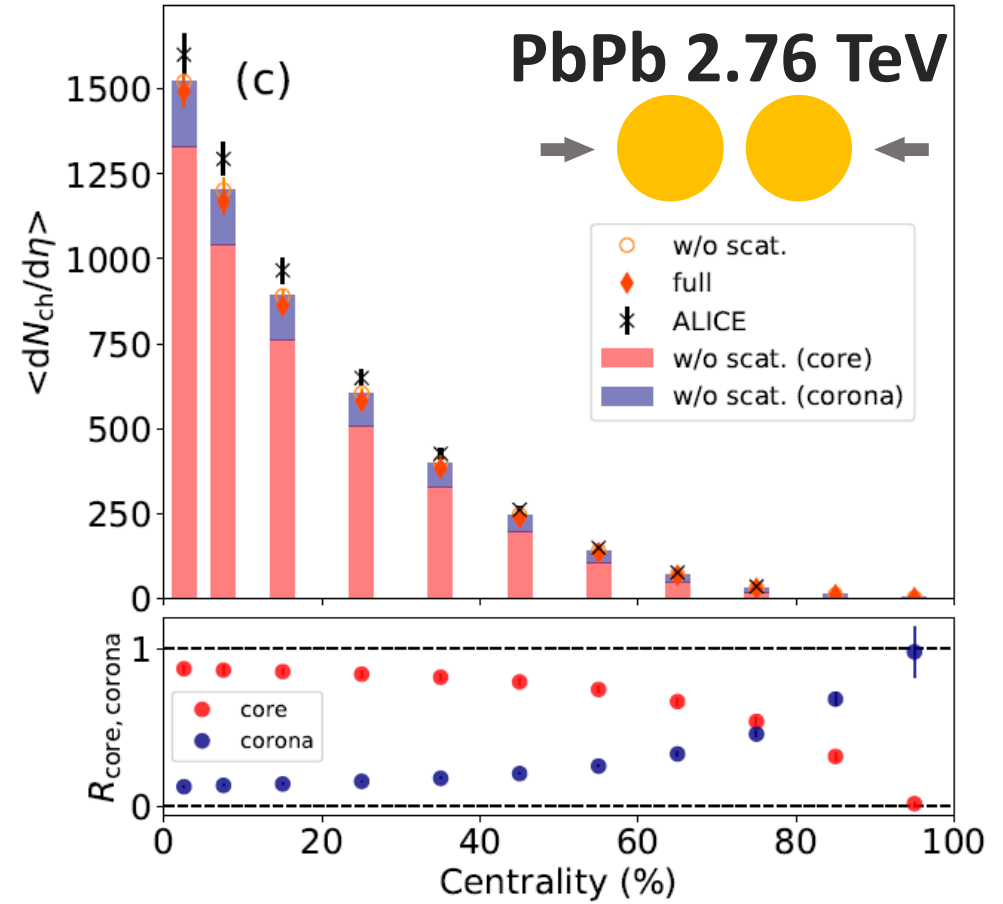 PbPb 2.76 TeV
(c)
<dN_ch/dη>
1500
1250
1000
750
500
250
0
w/o scat.
full
ALICE
w/o scat. (core)
w/o scat. (corona)
R_core, corona
1
0
core
corona
0 20 40 60 80 100
Centrality (%)